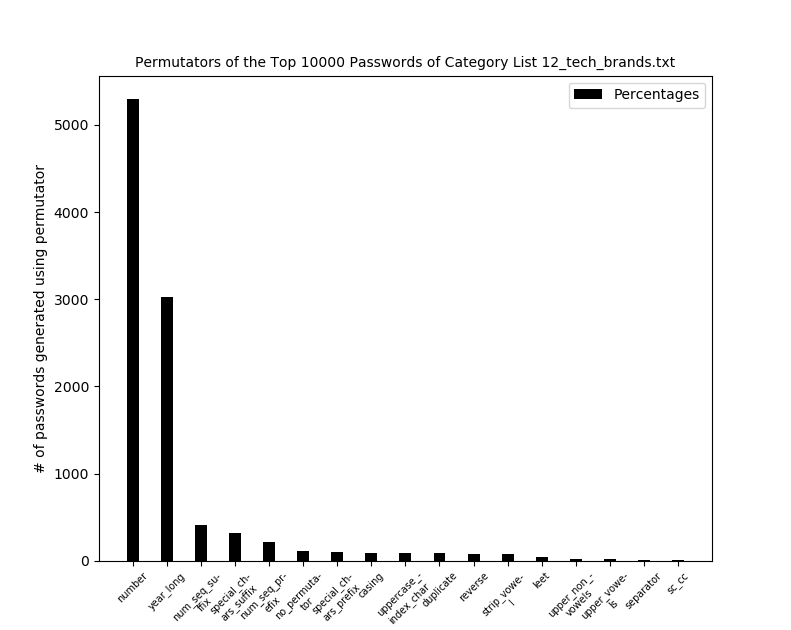 Permutators of the Top 10000 Passwords of Category List 12_tech_brands.txt
Percentages
# of passwords generated using permutator
5000
4000
3000
2000
1000
0
number
year_long
num_seq_su-
ffix
special_ch-
ars_suffix
num_seq_pr-
efix
no_permuta-
tor
special_ch-
ars_prefix
casing
uppercase_-
index_char
duplicate
reverse
strip_vowe-
l
leet
upper_non_-
vowels
upper_vowe-
ls
separator
sc_cc